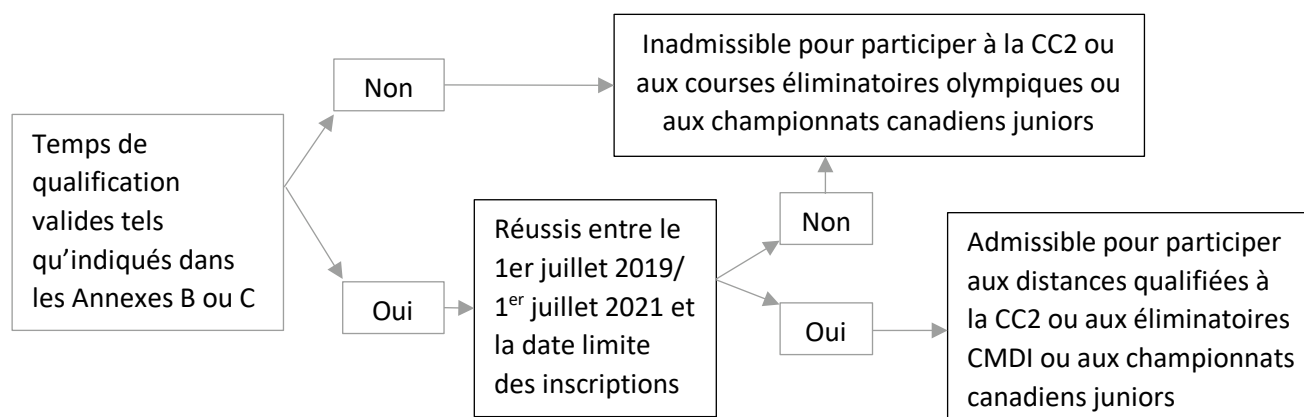 Temps de
qualification
valides tels
qu’indiqués dans
les Annexes B ou C
Non
Inadmissible pour participer à la CC2 ou
aux courses éliminatoires olympiques ou
aux championnats canadiens juniors
Oui
Réussis entre le
1er juillet 2019/
1er juillet 2021 et
la date limite
des inscriptions
Non
Oui
Admissible pour participer
aux distances qualifiées à
la CC2 ou aux éliminatoires
CMDI ou aux championnats
canadiens juniors